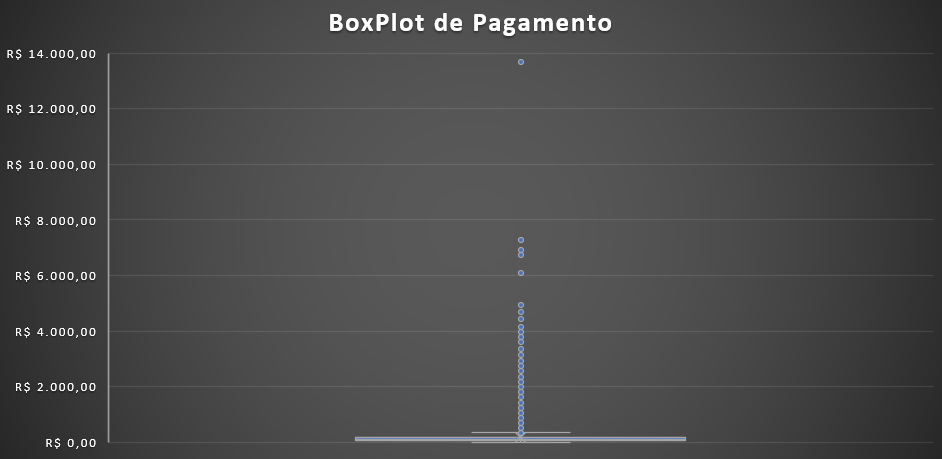 BoxPlot de Pagamento
R$ 14.000,00
R$ 12.000,00
R$ 10.000,00
R$ 8.000,00
R$ 6.000,00
R$ 4.000,00
R$ 2.000,00
R$ 0,00